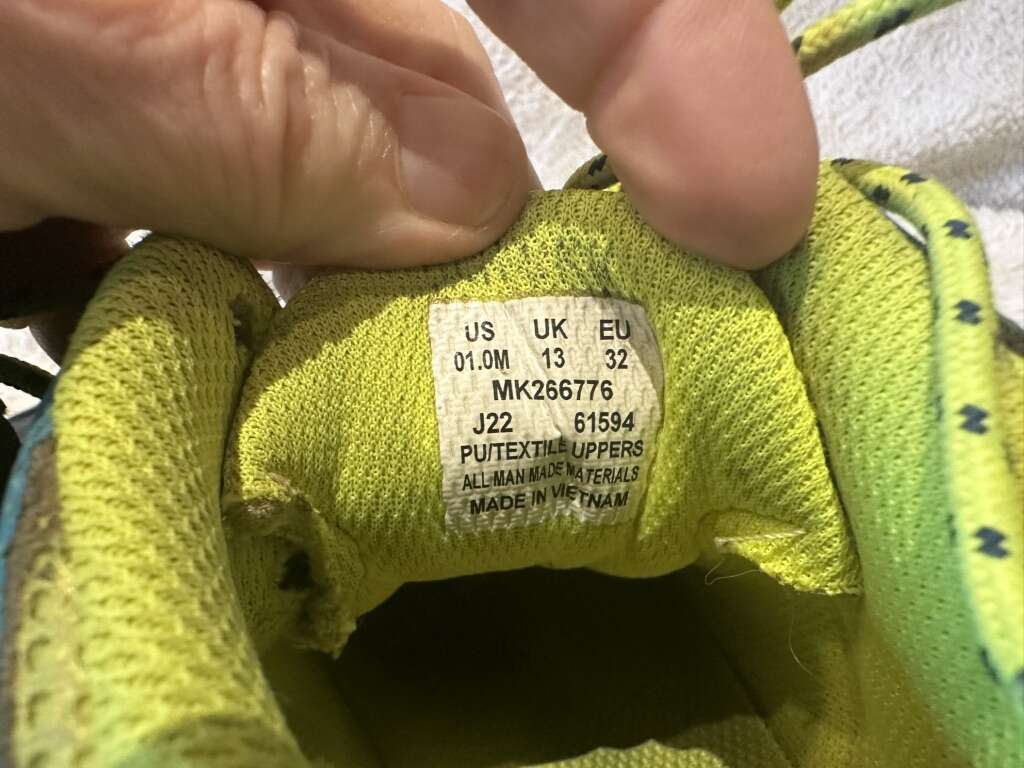 US UK EU
01.0M 13 32
MK266776
J22 61594
PU/TEXTILE UPPERS
ALL MAN MADE MATERIALS
MADE IN VIETNAM